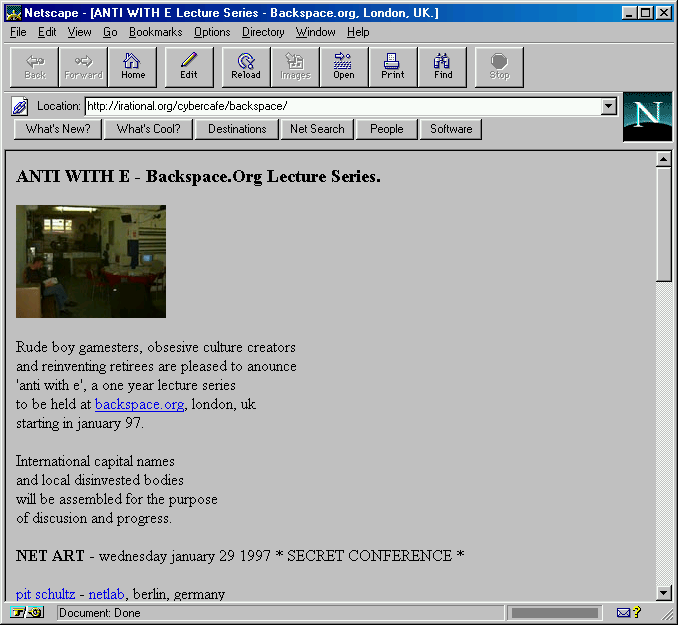 Netscape - [ANTI WITH E Lecture Series - Backspace.org, London, UK.]
File Edit View Go Bookmarks Options Directory Window Help
Back Forward Home Edit Reload Images Open Print Find Stop
Location: http://irational.org/cybercafe/backspace/
N
What's New? What's Cool? Destinations Net Search People Software
ANTI WITH E - Backspace.Org Lecture Series.
Rude boy gamesters, obsesive culture creators
and reinventing retirees are pleased to anounce
'anti with e', a one year lecture series
to be held at backspace.org, london, uk
starting in january 97.
International capital names
and local disinvested bodies
will be assembled for the purpose
of discusion and progress.
NET ART - wednesday january 29 1997 * SECRET CONFERENCE *
pit schultz - netlab, berlin, germany
Document: Done
?